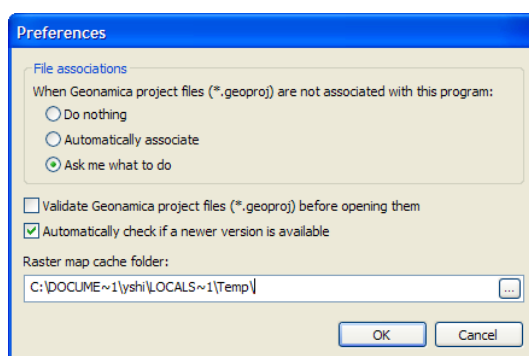 Preferences
File associations
When Geonamica project files (*.geoproj) are not associated with this program:
Do nothing
Automatically associate
Ask me what to do
Validate Geonamica project files (*.geoproj) before opening them
Automatically check if a newer version is available
Raster map cache folder:
C:\DOCUME~1\yshi\LOCALS~1\Temp\
...
OK Cancel